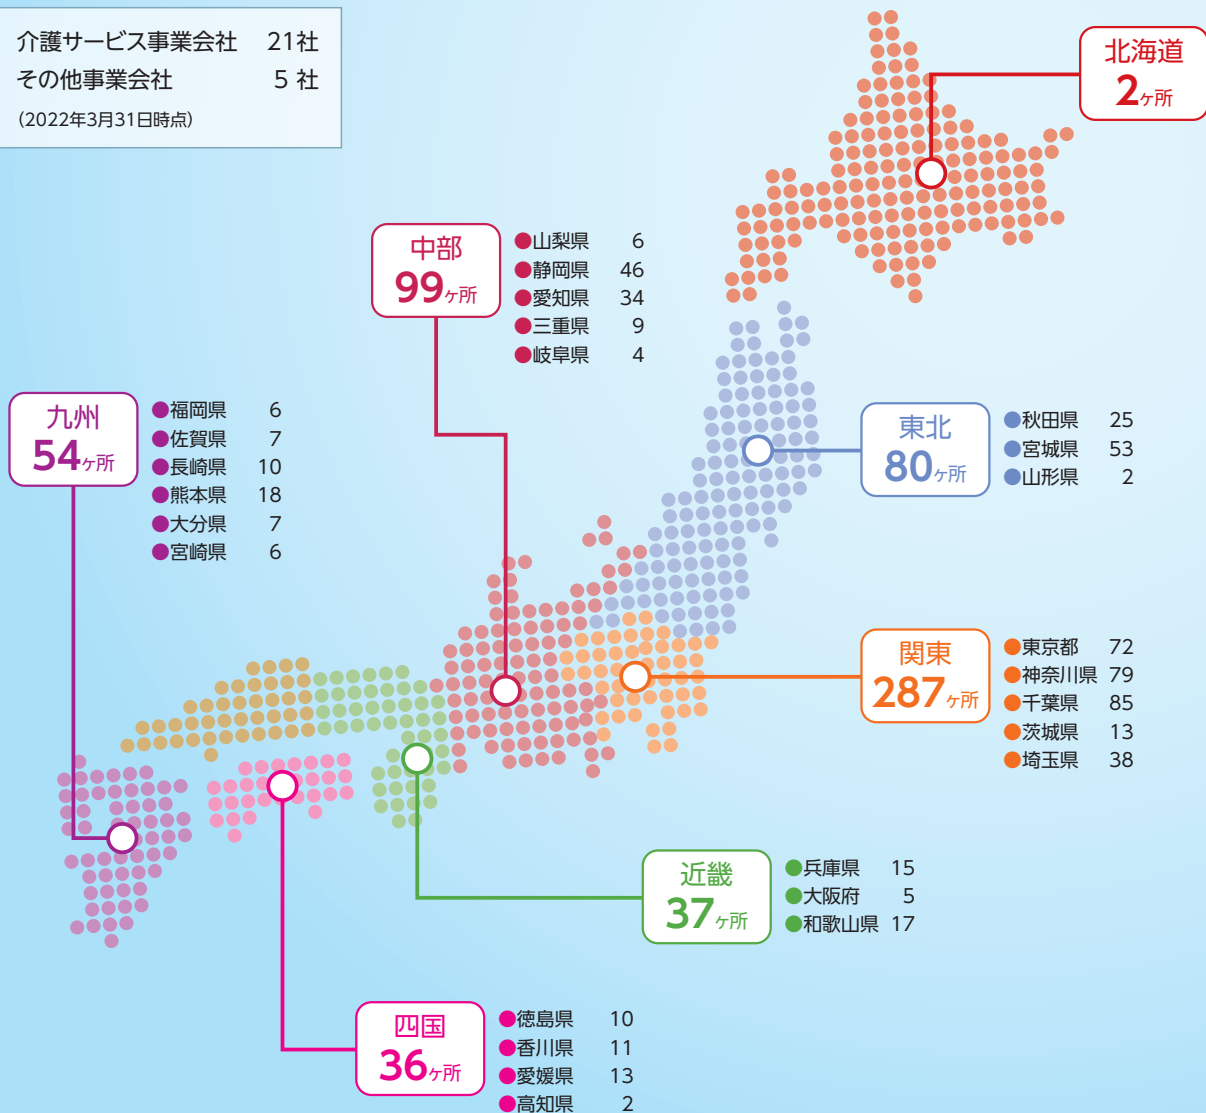 介護サービス事業会社 21社
その他事業会社 5 社
(2022年3月31日時点)
北海道
2ヶ所
中部
99ヶ所
●山梨県 6
●静岡県 46
●愛知県 34
●三重県 9
●岐阜県 4
九州
54ヶ所
●福岡県 6
●佐賀県 7
●長崎県 10
●熊本県 18
●大分県 7
●宮崎県 6
東北
80ヶ所
●秋田県 25
●宮城県 53
●山形県 2
関東
287ヶ所
●東京都 72
●神奈川県 79
●千葉県 85
●茨城県 13
●埼玉県 38
近畿
37ヶ所
●兵庫県 15
●大阪府 5
●和歌山県 17
四国
36ヶ所
●徳島県 10
●香川県 11
●愛媛県 13
●高知県 2